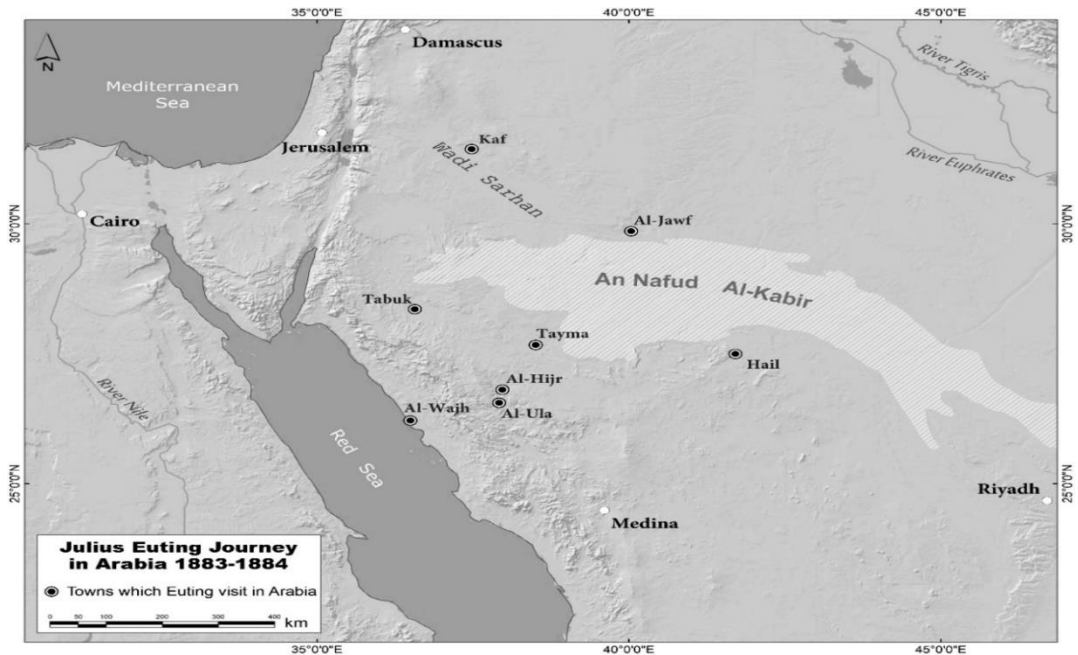 35°0'0"E
40°0'0"E
45°0'0"E
N
Damascus
River Tigris
Mediterranean
Sea
Kaf
Jerusalem
Wadi Sarhan
River Euphrates
30°0'0"N
Cairo
Al-Jawf
30°0'0"N
An Nafud Al-Kabir
Tabuk
Tayma
Hail
Al-Hijr
River Nile
Al-Wajh
Al-Ula
Red Sea
25°0'0"N
25°0'0"N
Riyadh
Medina
Julius Euting Journey
in Arabia 1883-1884
Towns which Euting visit in Arabia
0 50 100 200 300 400 km
35°0'0"E
40°0'0"E
45°0'0"E